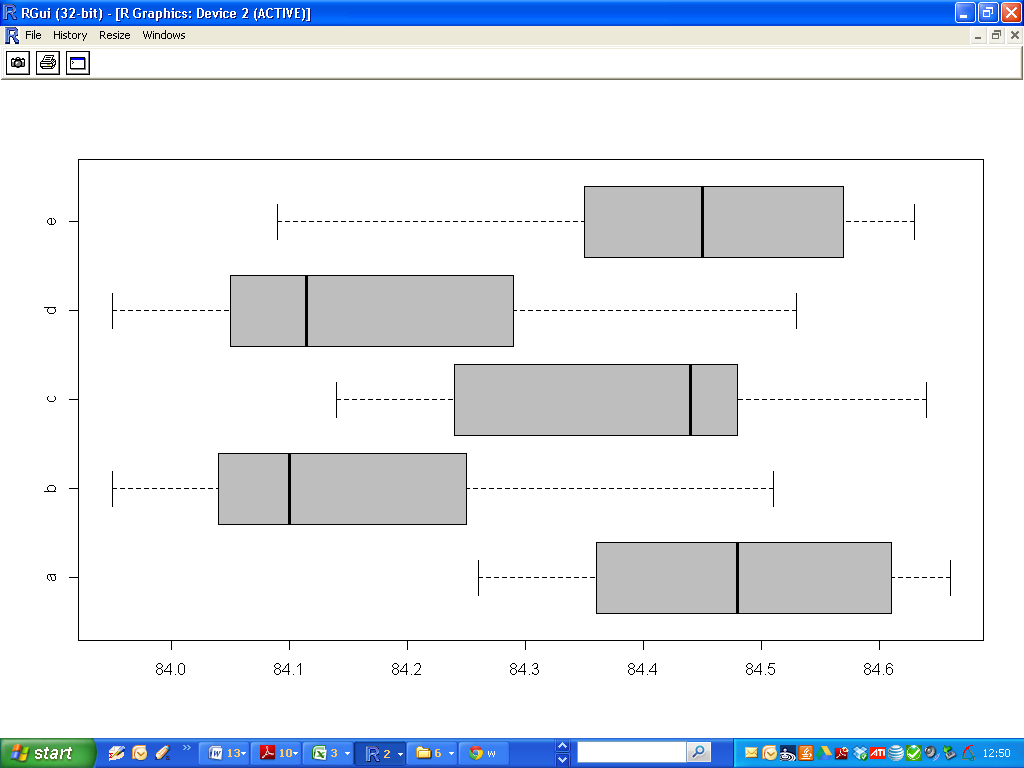 RGui (32-bit) - [R Graphics: Device 2 (ACTIVE)]
File History Resize Windows
e
d
c
b
a
84.0 84.1 84.2 84.3 84.4 84.5 84.6
start 13 10 3 2 6 w 12:50